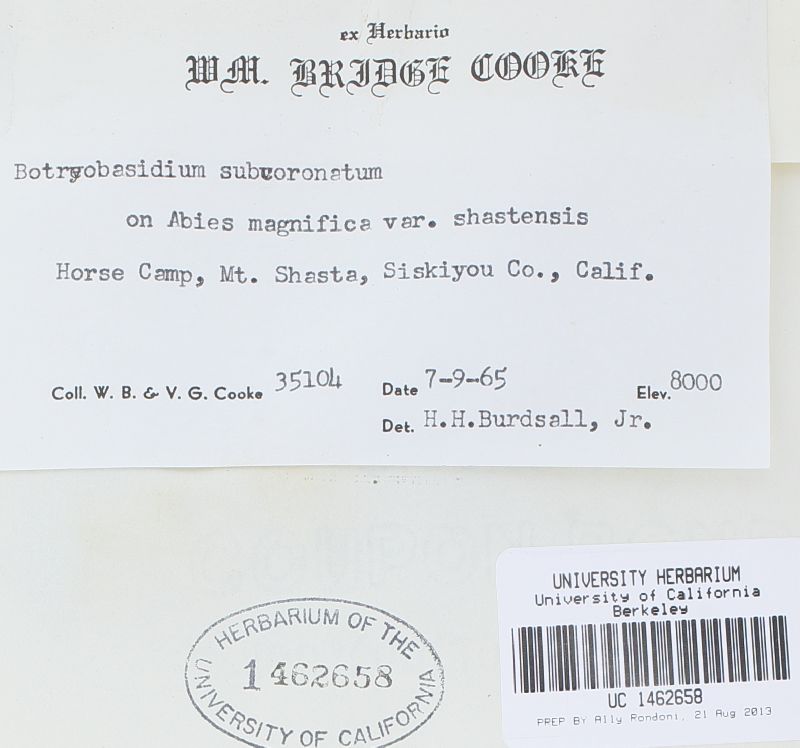 ex Herbario
WM. BRIDGE COOKE
Botryobasidium subcoronatum
on Abies magnifica var. shastensis
Horse Camp, Mt. Shasta, Siskiyou Co., Calif.
Coll. W. B. & V. G. Cooke 35104 Date 7-9-65 Elev. 8000
Det. H.H.Burdsall, Jr.
HERBARIUM OF THE
1462658
UNIVERSITY OF CALIFORNIA
UNIVERSITY HERBARIUM
University of California
Berkeley
UC 1462658
PREP BY Ally Rondoni, 21 Aug 2013